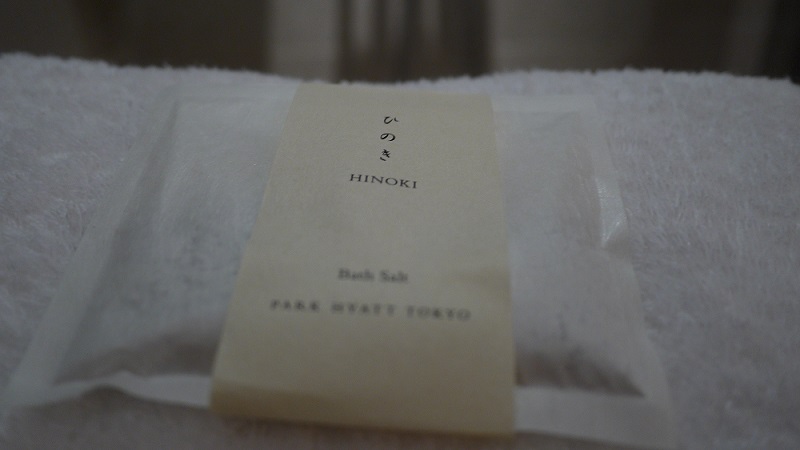 ひのき
HINOKI
Bath Salt
PARK HYATT TOKYO